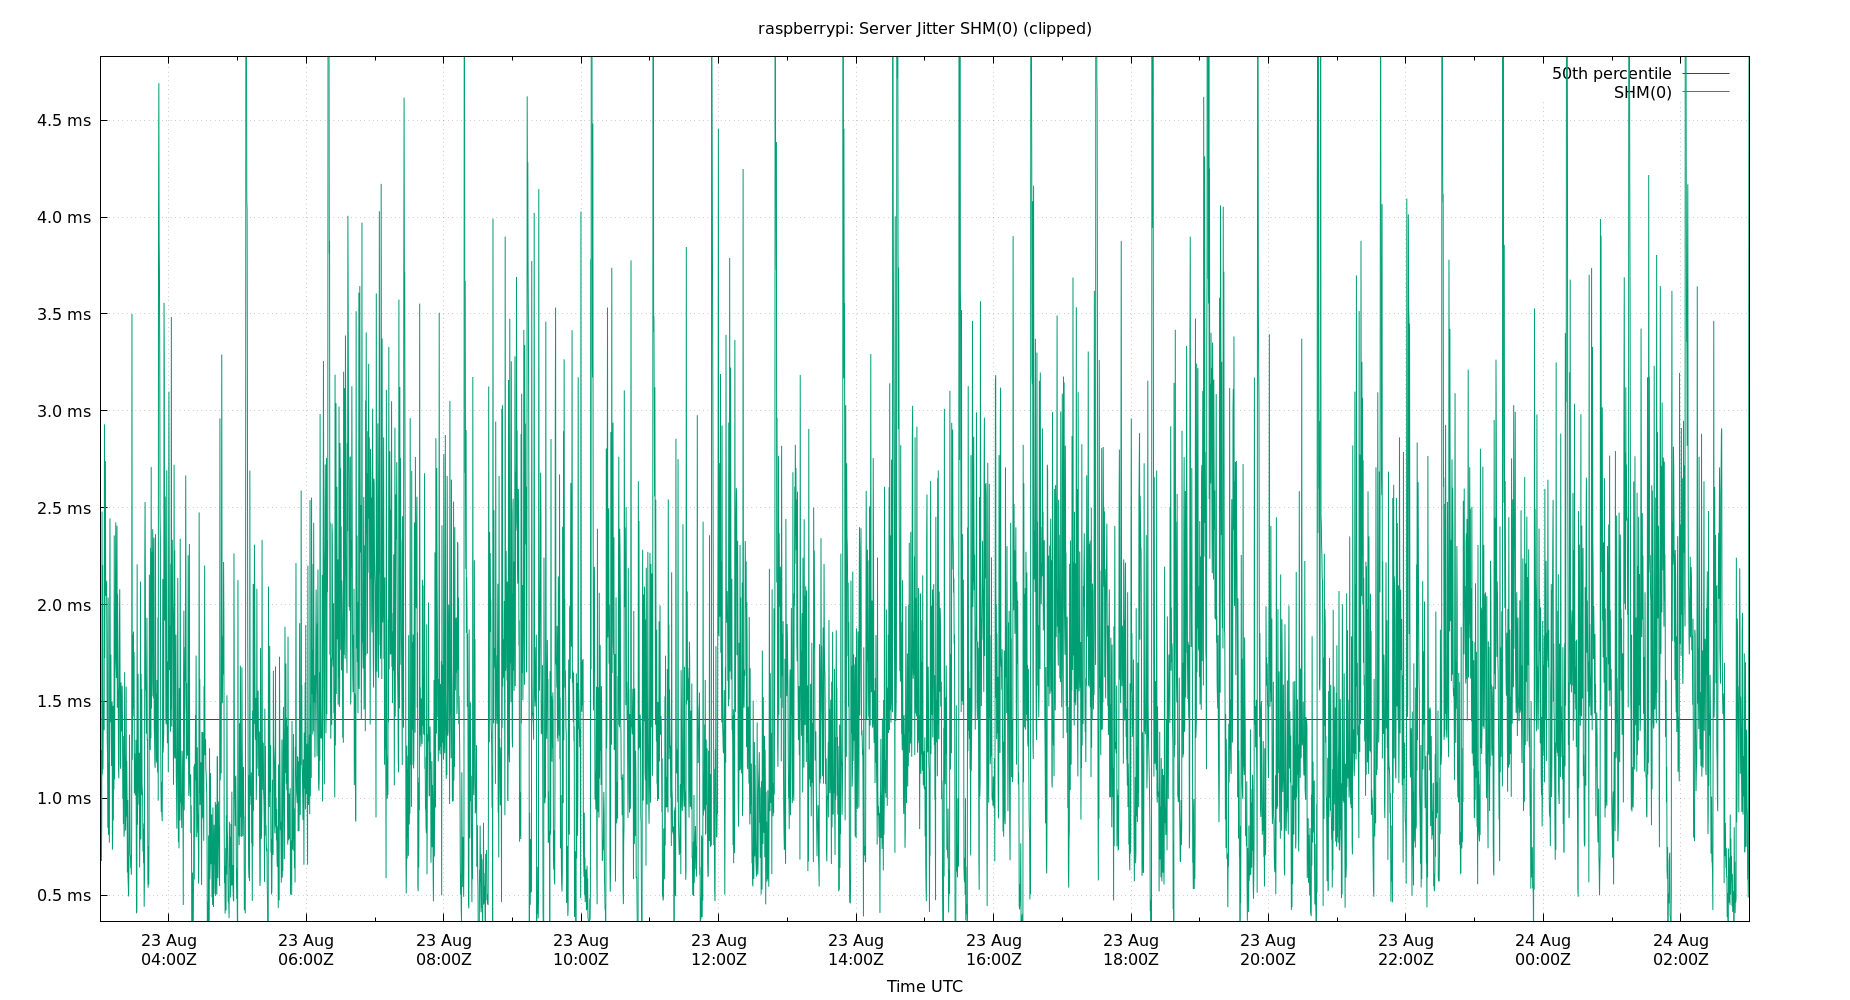 raspberrypi: Server Jitter SHM(0) (clipped)
50th percentile
SHM(0)
4.5 ms
4.0 ms
3.5 ms
3.0 ms
2.5 ms
2.0 ms
1.5 ms
1.0 ms
0.5 ms
23 Aug 23 Aug 23 Aug 23 Aug 23 Aug 23 Aug 23 Aug 23 Aug 23 Aug 23 Aug 24 Aug 24 Aug
04:00Z 06:00Z 08:00Z 10:00Z 12:00Z 14:00Z 16:00Z 18:00Z 20:00Z 22:00Z 00:00Z 02:00Z
Time UTC